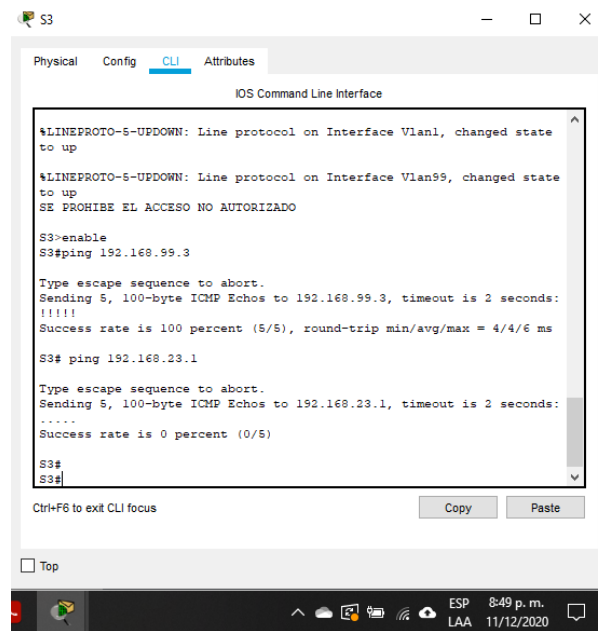 S3
Physical Config CLI Attributes
IOS Command Line Interface
%LINEPROTO-5-UPDOWN: Line protocol on Interface Vlan1, changed state
to up
%LINEPROTO-5-UPDOWN: Line protocol on Interface Vlan99, changed state
to up
SE PROHIBE EL ACCESO NO AUTORIZADO
S3>enable
S3#ping 192.168.99.3
Type escape sequence to abort.
Sending 5, 100-byte ICMP Echos to 192.168.99.3, timeout is 2 seconds:
!!!!!
Success rate is 100 percent (5/5), round-trip min/avg/max = 4/4/6 ms
S3# ping 192.168.23.1
Type escape sequence to abort.
Sending 5, 100-byte ICMP Echos to 192.168.23.1, timeout is 2 seconds:
.....
Success rate is 0 percent (0/5)
S3#
S3#
Ctrl+F6 to exit CLI focus
Copy Paste
Top
ESP 8:49 p. m.
LAA 11/12/2020